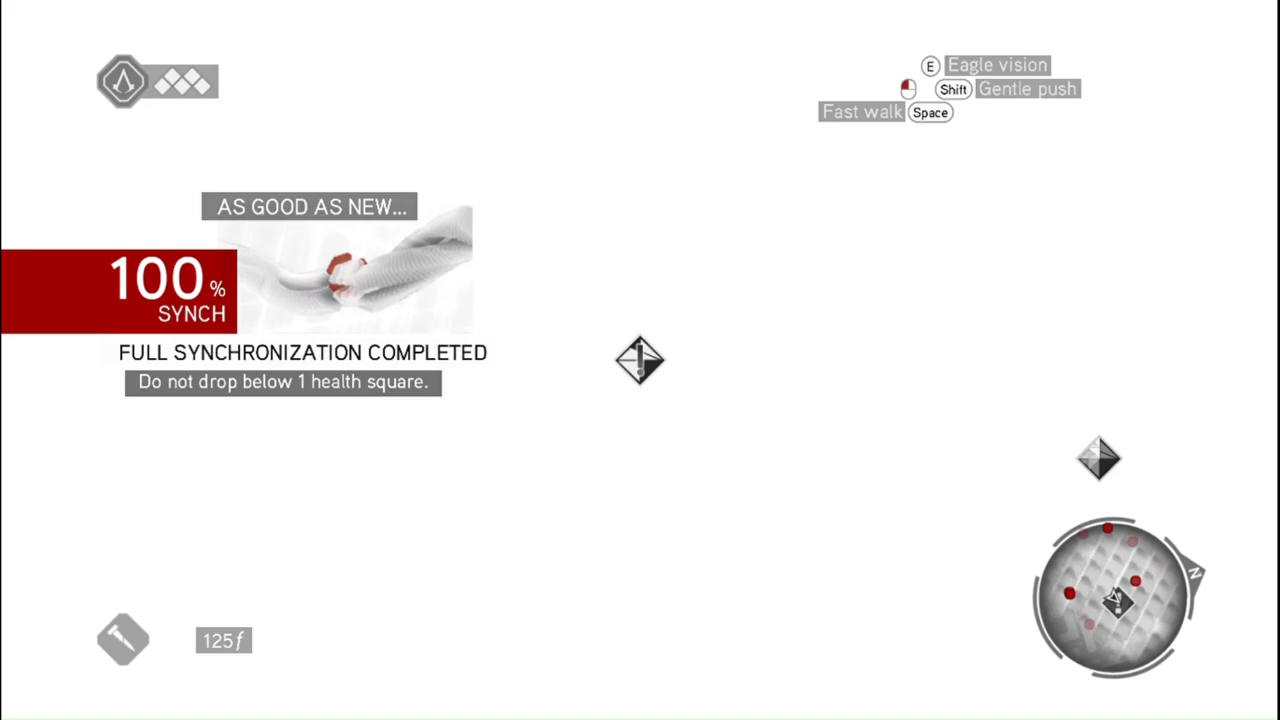 E Eagle vision
Shift Gentle push
Fast walk Space
AS GOOD AS NEW...
100%
SYNCH
FULL SYNCHRONIZATION COMPLETED
Do not drop below 1 health square.
N
125ƒ